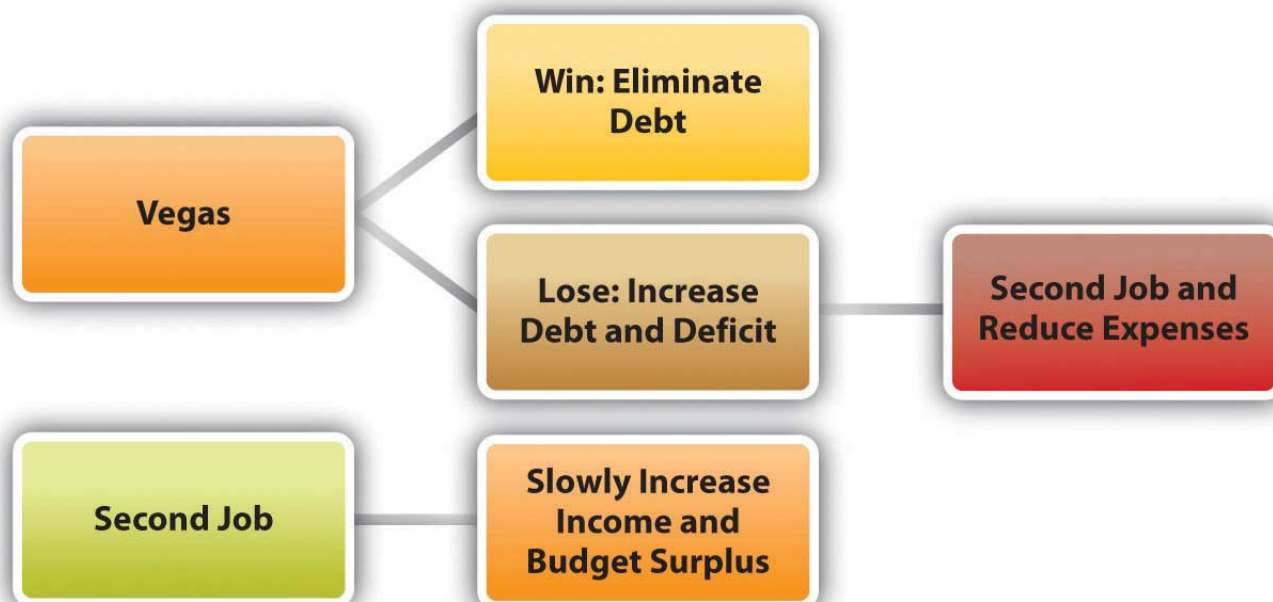 Win: Eliminate
Debt
Vegas
Lose: Increase
Debt and Deficit
Second Job and
Reduce Expenses
Second Job
Slowly Increase
Income and
Budget Surplus